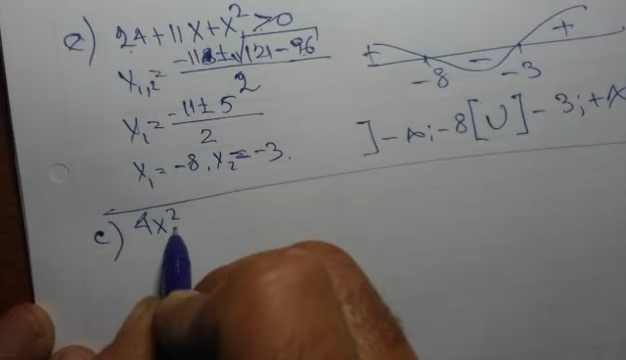 e) 24+11x+x²>0
x₁,₂=(-11±√(121-96))/2
x₁=(-11±5)/2
x₁=-8, x₂=-3.
+ - +
-8 -3
]-∞;-8[∪]-3;+∞
e) 4x²